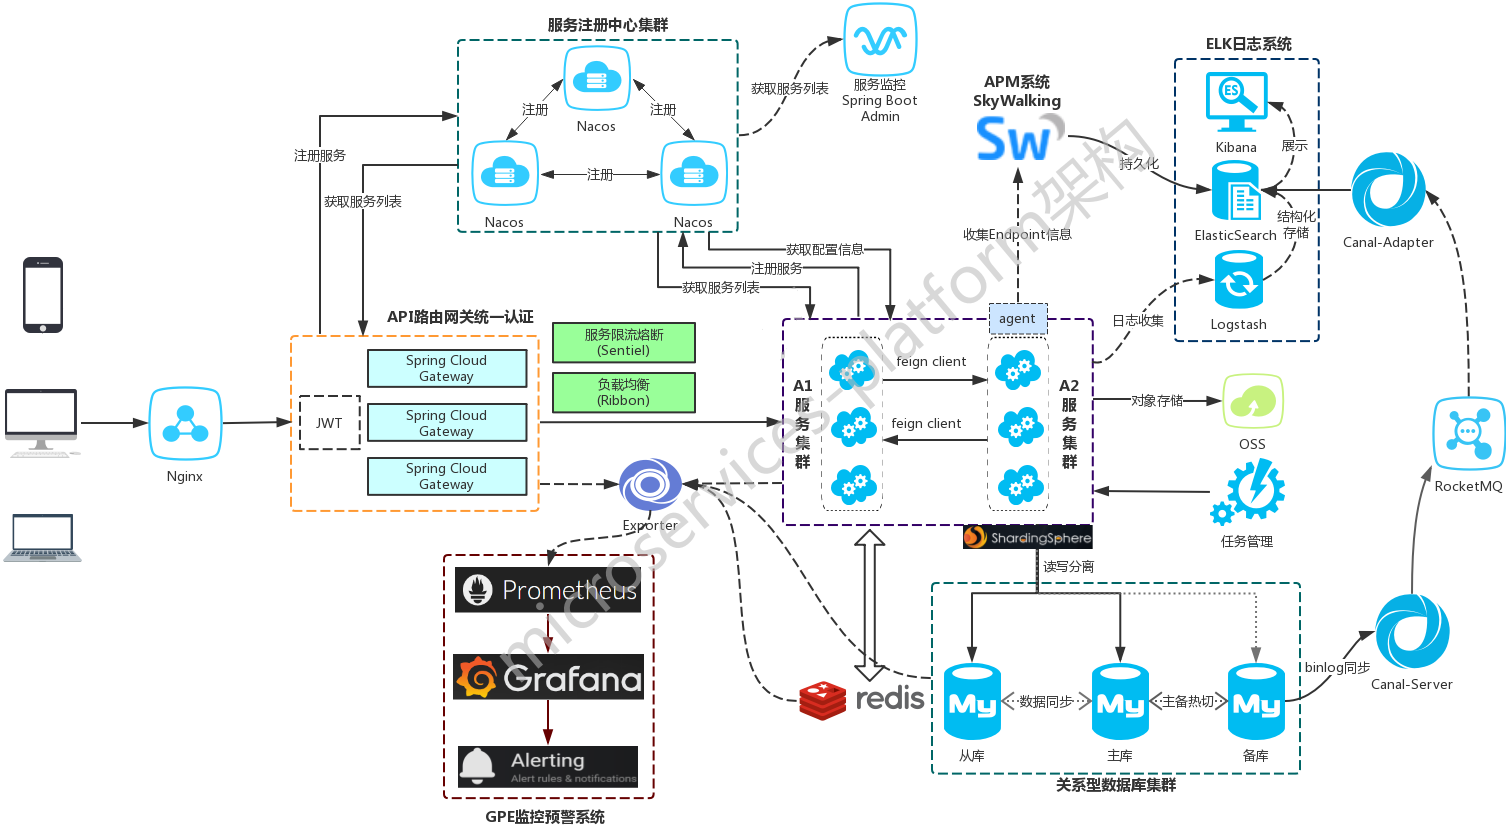 服务注册中心集群
Nacos
Nacos
Nacos
注册
注册
注册
获取服务列表
服务监控
Spring Boot
Admin
APM系统
SkyWalking
Sw
持久化
收集Endpoint信息
ELK日志系统
ES
Kibana
展示
ElasticSearch
结构化
存储
Logstash
日志收集
Canal-Adapter
注册服务
获取服务列表
获取配置信息
注册服务
获取服务列表
API路由网关统一认证
JWT
Spring Cloud
Gateway
Spring Cloud
Gateway
Spring Cloud
Gateway
服务限流熔断
(Sentiel)
负载均衡
(Ribbon)
Nginx
A1
服
务
集
群
feign client
feign client
agent
A2
服
务
集
群
对象存储
OSS
任务管理
RocketMQ
Exporter
ShardingSphere
读写分离
Prometheus
Grafana
Alerting
Alert rules & notifications
GPE监控预警系统
redis
My
My
My
数据同步
主备热切
从库
主库
备库
关系型数据库集群
binlog同步
Canal-Server
microservices-platform架构